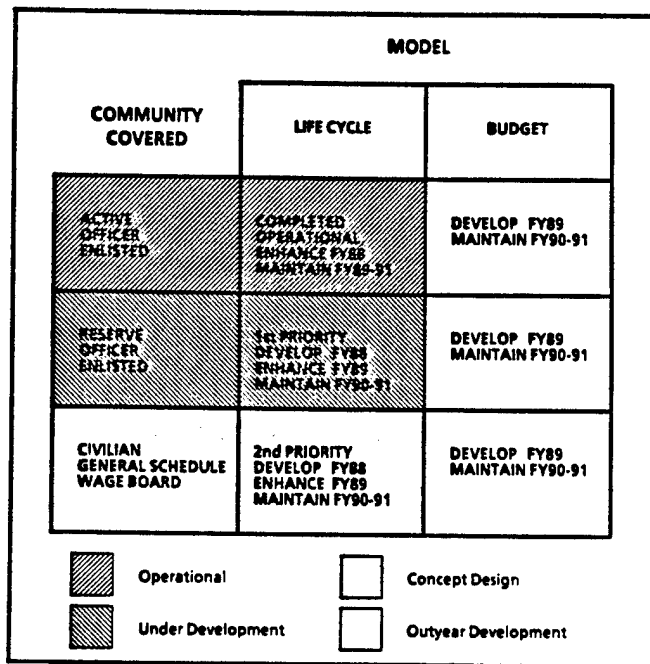 MODEL
COMMUNITY
COVERED
LIFE CYCLE
BUDGET
ACTIVE
OFFICER
ENLISTED
COMPLETED
OPERATIONAL,
ENHANCE FY88
MAINTAIN FY89-91
DEVELOP FY89
MAINTAIN FY90-91
RESERVE
OFFICER
ENLISTED
1st PRIORITY
DEVELOP FY88
ENHANCE FY89
MAINTAIN FY90-91
DEVELOP FY89
MAINTAIN FY90-91
CIVILIAN
GENERAL SCHEDULE
WAGE BOARD
2nd PRIORITY
DEVELOP FY88
ENHANCE FY89
MAINTAIN FY90-91
DEVELOP FY89
MAINTAIN FY90-91
Operational
Concept Design
Under Development
Outyear Development